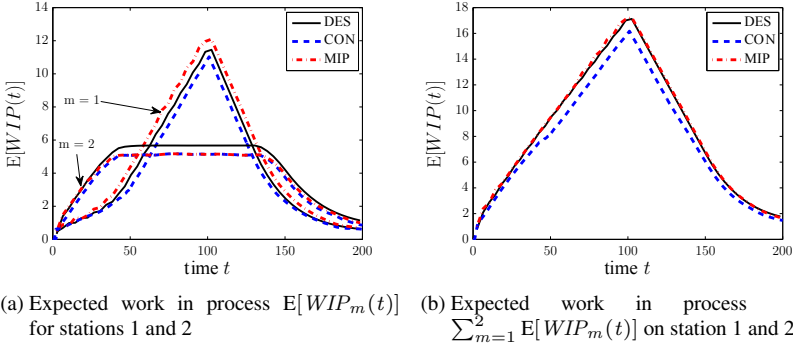 14
12
10
8
6
4
2
0
E[WIP(t)]
DES
CON
MIP
m = 1
m = 2
0
50
100
150
200
time t
18
16
14
12
10
8
6
4
2
0
E[WIP(t)]
DES
CON
MIP
0
50
100
150
200
time t
(a) Expected work in process E[WIP_m(t)]
for stations 1 and 2
(b) Expected work in process
∑_{m=1}^{2} E[WIP_m(t)] on station 1 and 2